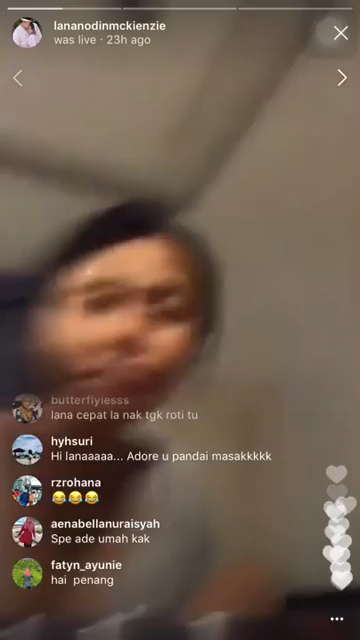 lananodinmckienzie
was live · 23h ago
butterflyiesss
lana cepat la nak tgk roti tu
hyhsuri
Hi lanaaaaa... Adore u pandai masakkkkk
rzrohana
😂😂😂
aenabellanuraisyah
Spe ade umah kak
fatyn_ayunie
hai penang